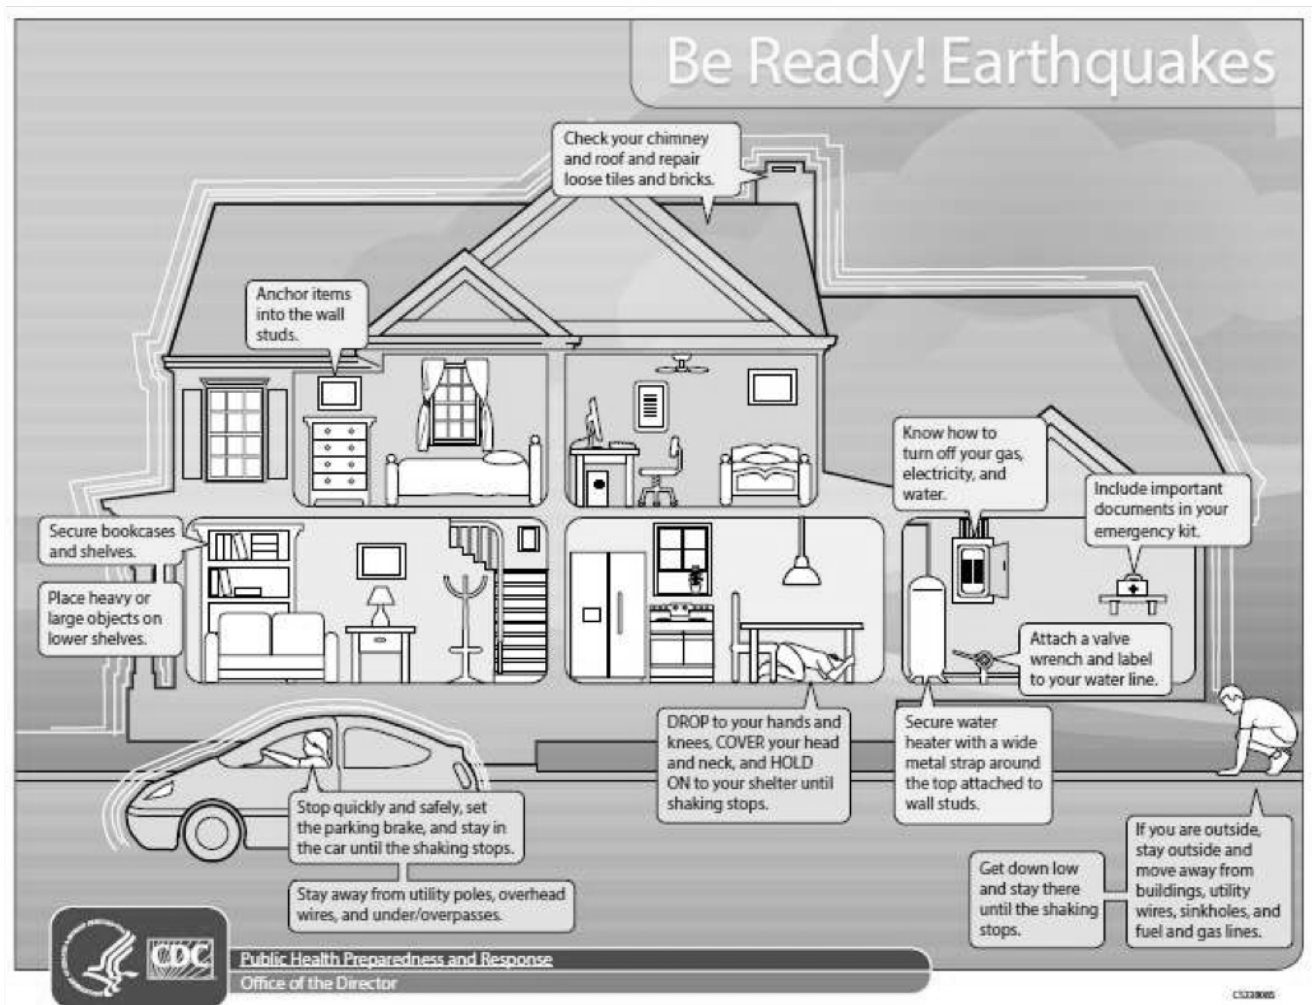 Be Ready! Earthquakes
Check your chimney
and roof and repair
loose tiles and bricks.
Anchor items
into the wall
studs.
Know how to
turn off your gas,
electricity, and
water.
Include important
documents in your
emergency kit.
Secure bookcases
and shelves.
Place heavy or
large objects on
lower shelves.
Attach a valve
wrench and label
to your water line.
DROP to your hands and
knees, COVER your head
and neck, and HOLD
ON to your shelter until
shaking stops.
Secure water
heater with a wide
metal strap around
the top attached to
wall studs.
Stop quickly and safely, set
the parking brake, and stay in
the car until the shaking stops.
Stay away from utility poles, overhead
wires, and under/overpasses.
Get down low
and stay there
until the shaking
stops.
If you are outside,
stay outside and
move away from
buildings, utility
wires, sinkholes, and
fuel and gas lines.
CDC
Public Health Preparedness and Response
Office of the Director